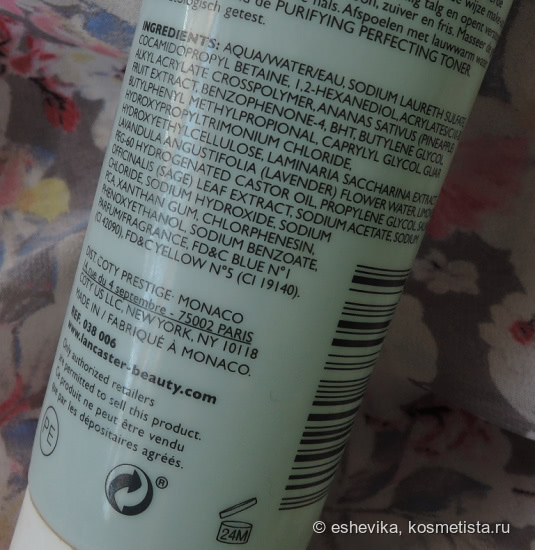 talg en opent
zuiver en fris. Masseer de
hals. Afspoelen met lauwwarm
de PURIFYING PERFECTING TONER
getest.
INGREDIENTS: AQUA/WATER/EAU, SODIUM LAURETH SULFATE,
COCAMIDOPROPYL BETAINE, 1,2-HEXANEDIOL, ACRYLATES/C10-30
ALKYL ACRYLATE CROSSPOLYMER, ANANAS SATIVUS (PINEAPPLE)
FRUIT EXTRACT, BENZOPHENONE-4, BHT, BUTYLENE GLYCOL,
BUTYLPHENYL METHYLPROPIONAL, CAPRYLYL GLYCOL, GUAR
HYDROXYPROPYLTRIMONIUM CHLORIDE,
HYDROXYETHYLCELLULOSE, LAMINARIA SACCHARINA EXTRACT,
LAVANDULA ANGUSTIFOLIA (LAVENDER) FLOWER WATER,
PEG-60 HYDROGENATED CASTOR OIL, PROPYLENE GLYCOL,
OFFICINALIS (SAGE) LEAF EXTRACT, SODIUM ACETATE, SODIUM
CHLORIDE, SODIUM HYDROXIDE, SODIUM
PCA, XANTHAN GUM, CHLORPHENESIN,
PHENOXYETHANOL, SODIUM BENZOATE,
PARFUM/FRAGRANCE, FD&C BLUE N°1
(CI 42090), FD&C YELLOW N°5 (CI 19140).
DIST. COTY PRESTIGE· MONACO
rue du 4 septembre - 75002 PARIS
COTY US LLC, NEW YORK, NY 10118
MADE IN / FABRIQUÉ À MONACO.
REF. 038 006
www.lancaster-beauty.com
Only authorized retailers
are permitted to sell this product.
Ce produit ne peut être vendu
que par les dépositaires agréés.
PE
®
24M
© eshevika, kosmetista.ru